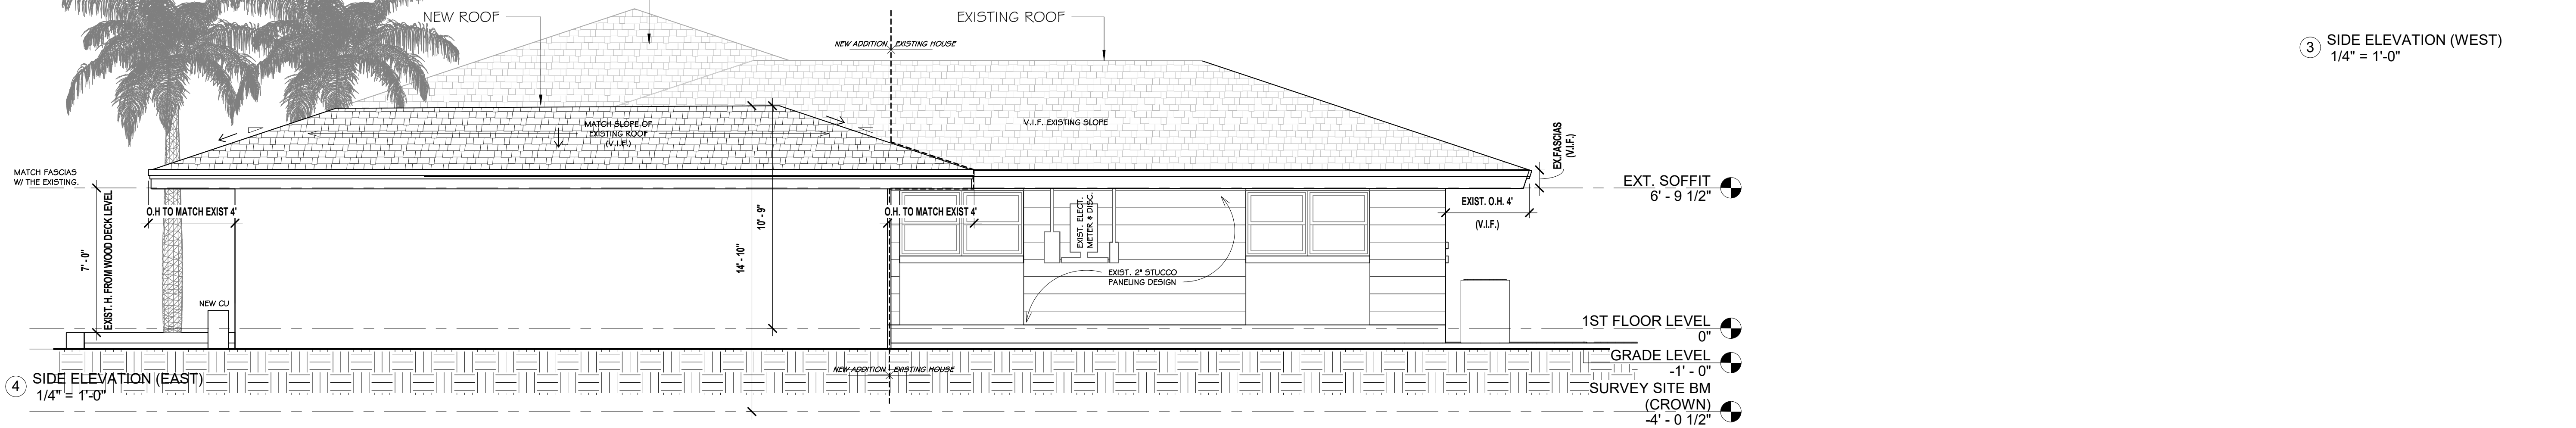 NEW ROOF
EXISTING ROOF
NEW ADDITION
EXISTING HOUSE
3
SIDE ELEVATION (WEST)
1/4" = 1'-0"
MATCH SLOPE OF
EXISTING ROOF
(V.I.F.)
V.I.F. EXISTING SLOPE
EX.FASCIAS
(V.I.F.)
MATCH FASCIAS
W/ THE EXISTING.
EXT. SOFFIT
6' - 9 1/2"
O.H TO MATCH EXIST 4'
O.H. TO MATCH EXIST 4'
EXIST. O.H. 4'
(V.I.F.)
7' - 0"
EXIST. H. FROM WOOD DECK LEVEL
10' - 9"
14' - 10"
EXIST. ELECT.
METER & DISC.
EXIST. 2" STUCCO
PANELING DESIGN
NEW CU
1ST FLOOR LEVEL
0"
GRADE LEVEL
-1' - 0"
NEW ADDITION
EXISTING HOUSE
4
SIDE ELEVATION (EAST)
1/4" = 1'-0"
SURVEY SITE BM
(CROWN)
-4' - 0 1/2"